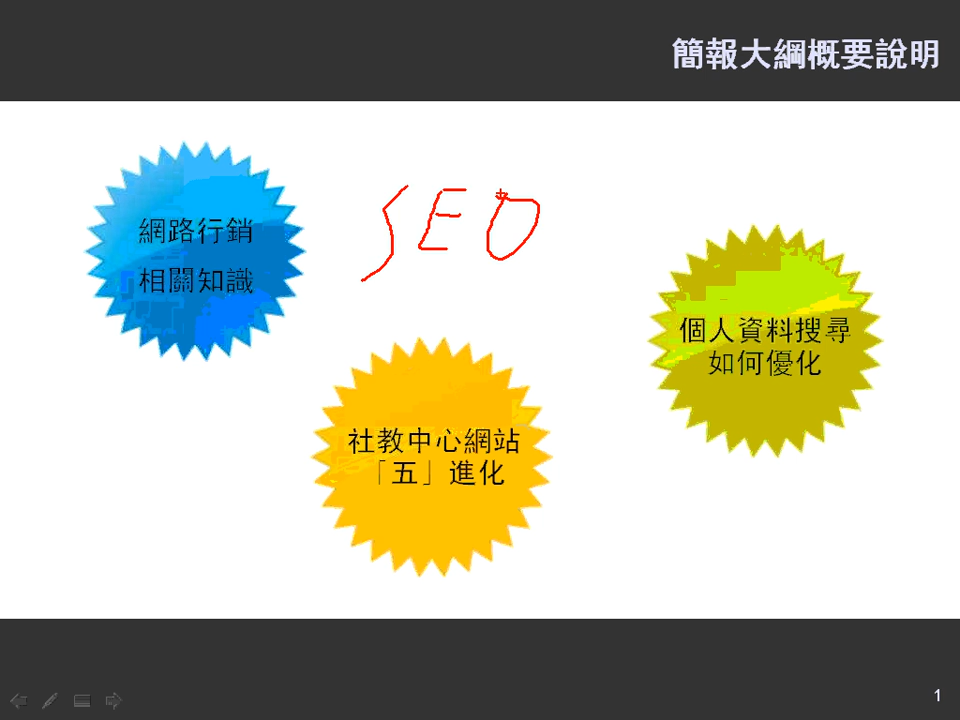 簡報大綱概要說明
網路行銷
相關知識
SEO
個人資料搜尋
如何優化
社教中心網站
「五」進化
1